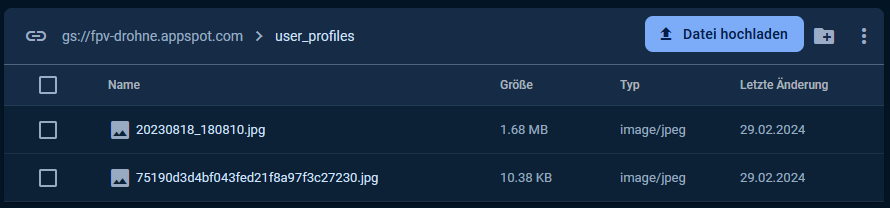 gs://fpv-drohne.appspot.com > user_profiles Datei hochladen
Name Größe Typ Letzte Änderung
20230818_180810.jpg 1.68 MB image/jpeg 29.02.2024
75190d3d4bf043fed21f8a97f3c27230.jpg 10.38 KB image/jpeg 29.02.2024